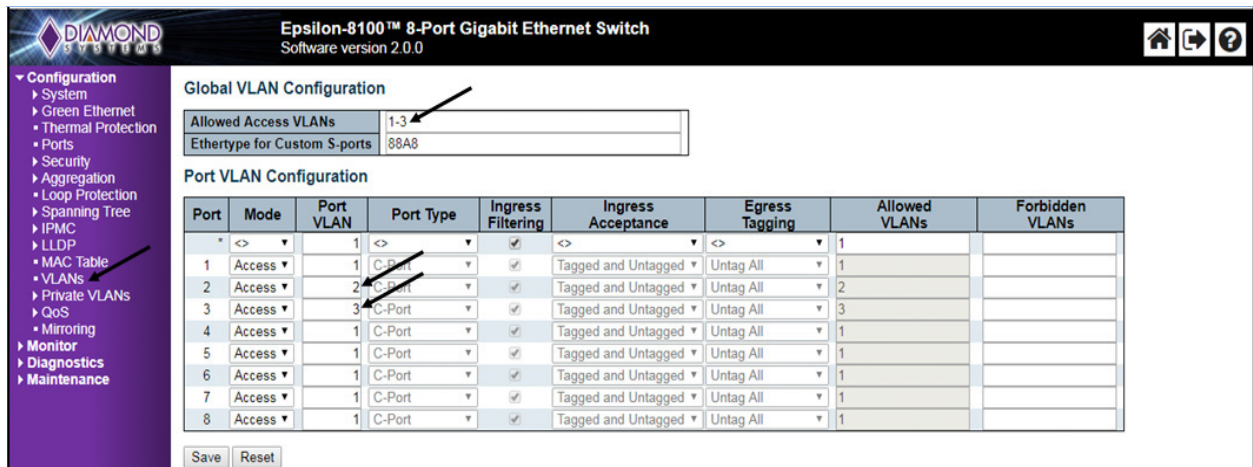 DIAMOND
SYSTEMS
Epsilon-8100™ 8-Port Gigabit Ethernet Switch
Software version 2.0.0
Configuration
System
Green Ethernet
Thermal Protection
Ports
Security
Aggregation
Loop Protection
Spanning Tree
IPMC
LLDP
MAC Table
VLANs
Private VLANs
QoS
Mirroring
Monitor
Diagnostics
Maintenance
Global VLAN Configuration
Allowed Access VLANs 1-3
Ethertype for Custom S-ports 88A8
Port VLAN Configuration
Port Mode Port VLAN Port Type Ingress Filtering Ingress Acceptance Egress Tagging Allowed VLANs Forbidden VLANs
* <> 1 <> <> <> 1
1 Access 1 C-Port Tagged and Untagged Untag All 1
2 Access 2 C-Port Tagged and Untagged Untag All 2
3 Access 3 C-Port Tagged and Untagged Untag All 3
4 Access 1 C-Port Tagged and Untagged Untag All 1
5 Access 1 C-Port Tagged and Untagged Untag All 1
6 Access 1 C-Port Tagged and Untagged Untag All 1
7 Access 1 C-Port Tagged and Untagged Untag All 1
8 Access 1 C-Port Tagged and Untagged Untag All 1
Save Reset